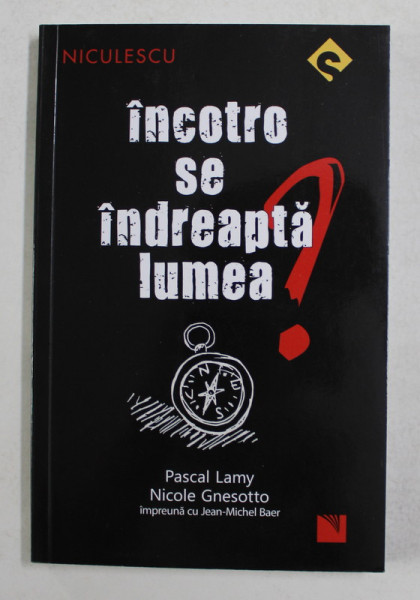 NICULESCU
încotro
se
îndreaptă
lumea ?
N E S
Pascal Lamy
Nicole Gnesotto
împreună cu Jean-Michel Baer